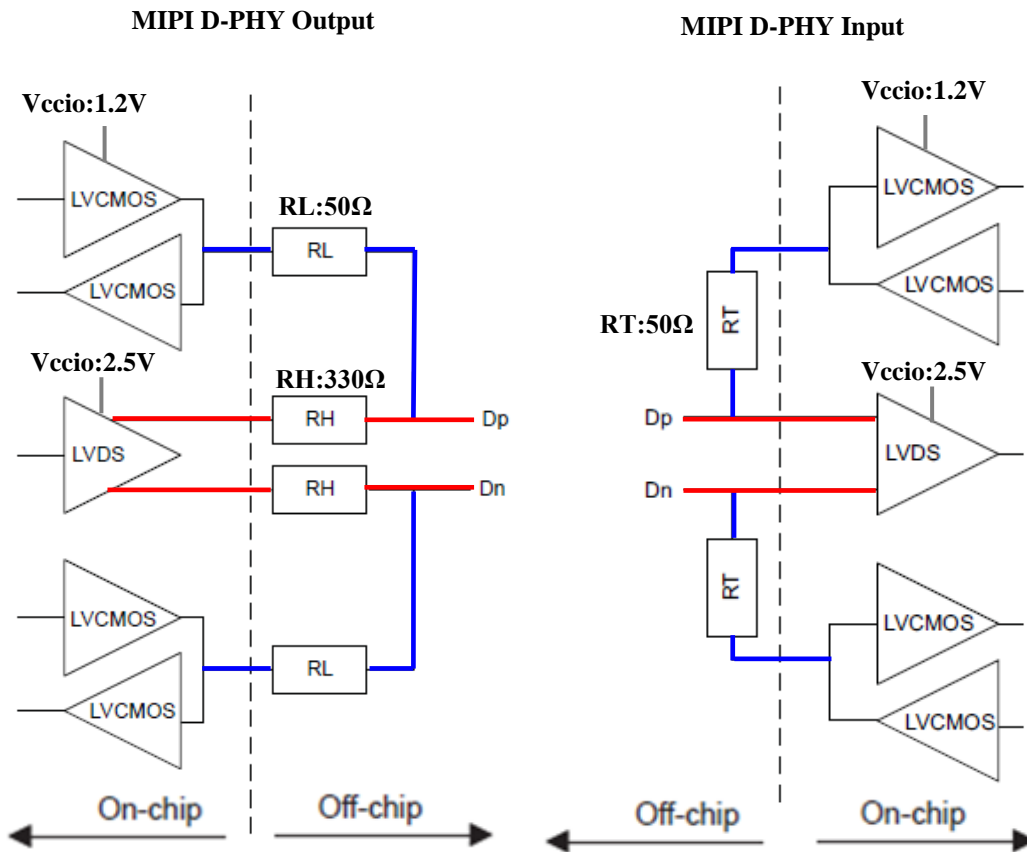 MIPI D-PHY Output
MIPI D-PHY Input
Vccio:1.2V
LVCMOS
LVCMOS
RL:50Ω
RL
Vccio:2.5V
LVDS
RH:330Ω
RH
Dp
RH
Dn
LVCMOS
LVCMOS
RL
On-chip
Off-chip
Vccio:1.2V
LVCMOS
LVCMOS
RT:50Ω
RT
Vccio:2.5V
Dp
LVDS
Dn
RT
LVCMOS
LVCMOS
Off-chip
On-chip